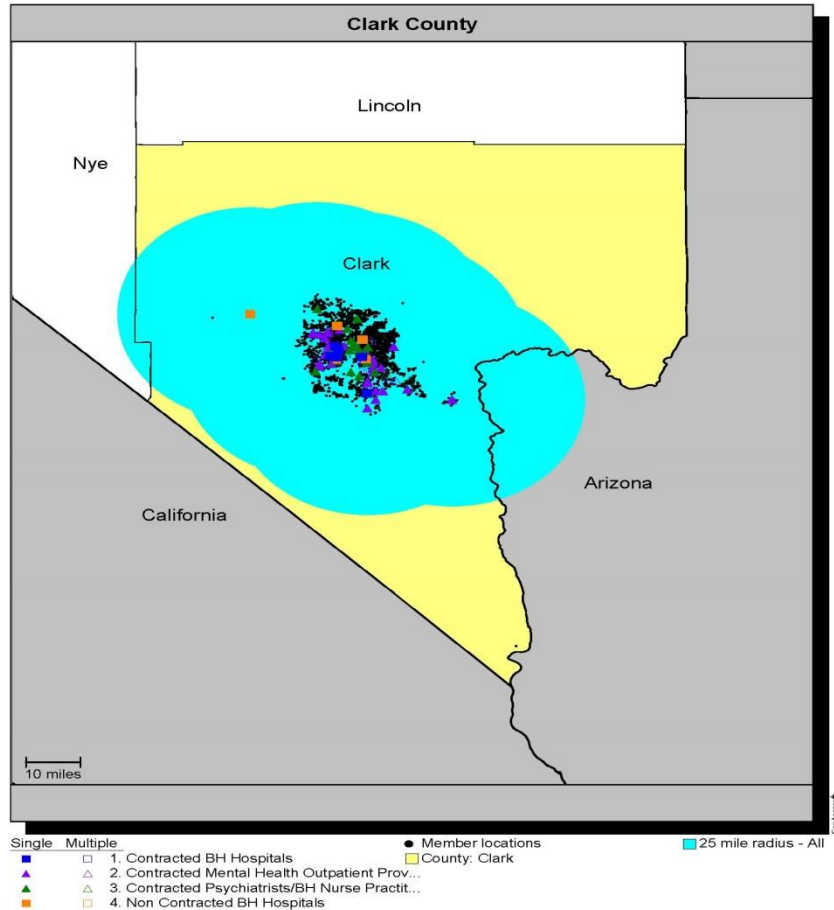 Clark County
Lincoln
Nye
Clark
Arizona
California
10 miles
Single Multiple
1. Contracted BH Hospitals
2. Contracted Mental Health Outpatient Prov...
3. Contracted Psychiatrists/BH Nurse Practit...
4. Non Contracted BH Hospitals
Member locations
County: Clark
25 mile radius - All